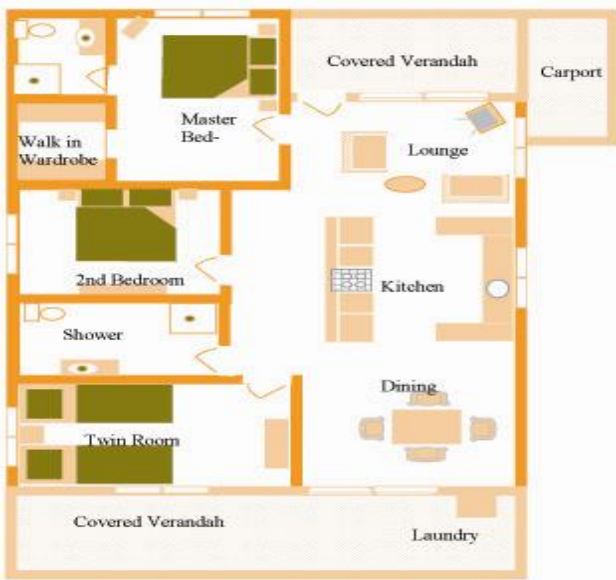 Covered Verandah
Carport
Master
Bed-
Walk in
Wardrobe
Lounge
2nd Bedroom
Kitchen
Shower
Dining
Twin Room
Covered Verandah
Laundry